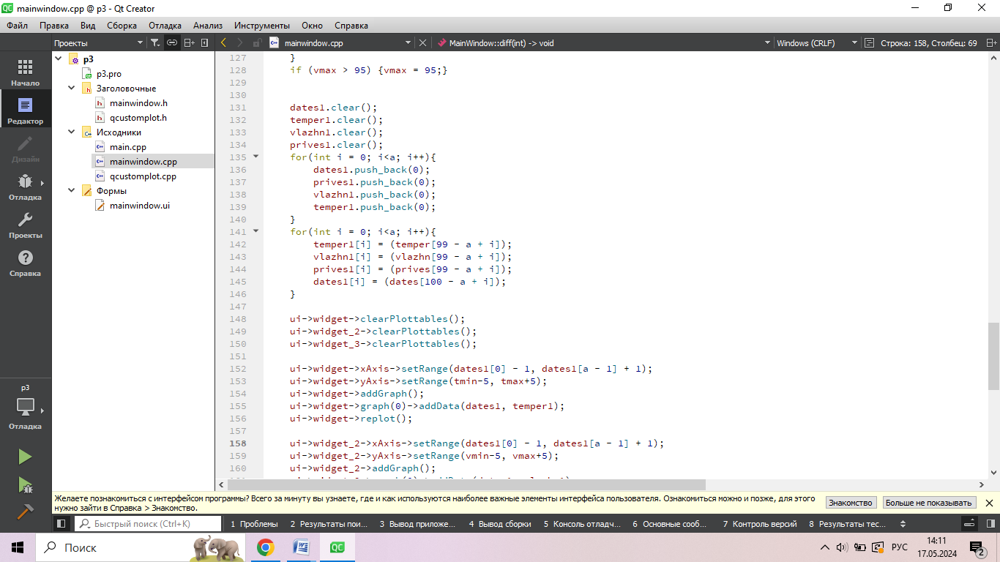 mainwindow.cpp @ p3 - Qt Creator
Файл Правка Вид Сборка Отладка Анализ Инструменты Окно Справка
Проекты
mainwindow.cpp
MainWindow::diff(int) -> void
Windows (CRLF)
Строка: 158, Столбец: 69
Начало
Редактор
Дизайн
Отладка
Проекты
Справка
p3
Отладка
p3
p3.pro
Заголовочные
mainwindow.h
qcustomplot.h
Исходники
main.cpp
mainwindow.cpp
qcustomplot.cpp
Формы
mainwindow.ui
127 }
128 if (vmax > 95) {vmax = 95;}
129
130
131 dates1.clear();
132 temper1.clear();
133 vlazhn1.clear();
134 prives1.clear();
135 for(int i = 0; i<a; i++){
136 dates1.push_back(0);
137 prives1.push_back(0);
138 vlazhn1.push_back(0);
139 temper1.push_back(0);
140 }
141 for(int i = 0; i<a; i++){
142 temper1[i] = (temper[99 - a + i]);
143 vlazhn1[i] = (vlazhn[99 - a + i]);
144 prives1[i] = (prives[99 - a + i]);
145 dates1[i] = (dates[100 - a + i]);
146 }
147
148 ui->widget->clearPlottables();
149 ui->widget_2->clearPlottables();
150 ui->widget_3->clearPlottables();
151
152 ui->widget->xAxis->setRange(dates1[0] - 1, dates1[a - 1] + 1);
153 ui->widget->yAxis->setRange(tmin-5, tmax+5);
154 ui->widget->addGraph();
155 ui->widget->graph(0)->addData(dates1, temper1);
156 ui->widget->replot();
157
158 ui->widget_2->xAxis->setRange(dates1[0] - 1, dates1[a - 1] + 1);
159 ui->widget_2->yAxis->setRange(vmin-5, vmax+5);
160 ui->widget_2->addGraph();
Желаете познакомиться с интерфейсом программы? Всего за минуту вы узнаете, где и как используются наиболее важные элементы интерфейса пользователя. Ознакомиться можно и позже, для этого
нужно зайти в Справка > Знакомство.
Знакомство
Больше не показывать
Быстрый поиск (Ctrl+K)
1 Проблемы
2 Результаты пои...
3 Вывод приложе...
4 Вывод сборки
5 Консоль отладч...
6 Основные сооб...
7 Контроль версий
8 Результаты тес...
Поиск
РУС
14:11
17.05.2024
2